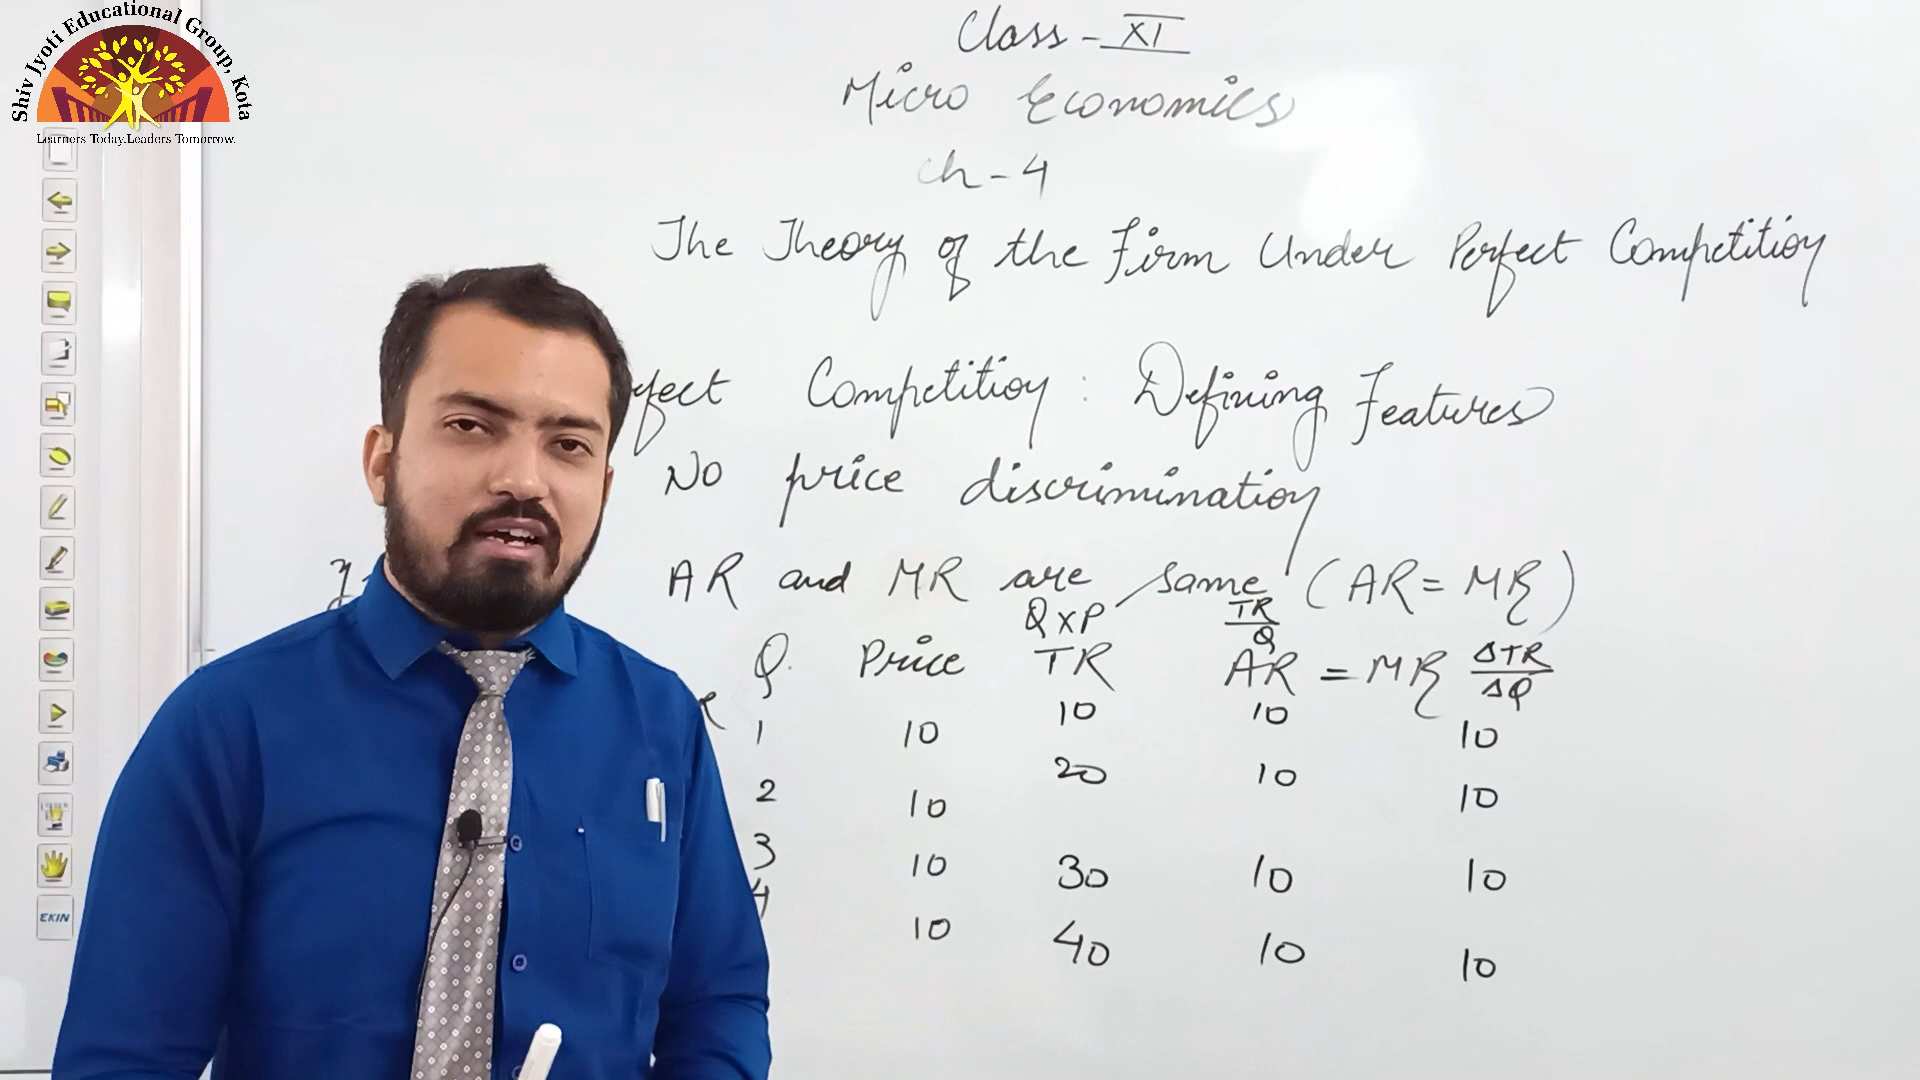 Shiv Jyoti Educational Group, Kota
Learners Today.Leaders Tomorrow.
Class - XI
Micro Economics
Ch - 4
The Theory of the Firm Under Perfect Competition
fect Competition : Defining Features
No price discrimination
AR and MR are same (AR = MR)
Q X P TR/Q
Q. Price TR AR = MR ΔTR/ΔQ
1 10 10 10 10
2 10 20 10 10
3 10 30 10 10
4 10 40 10 10
EKIN